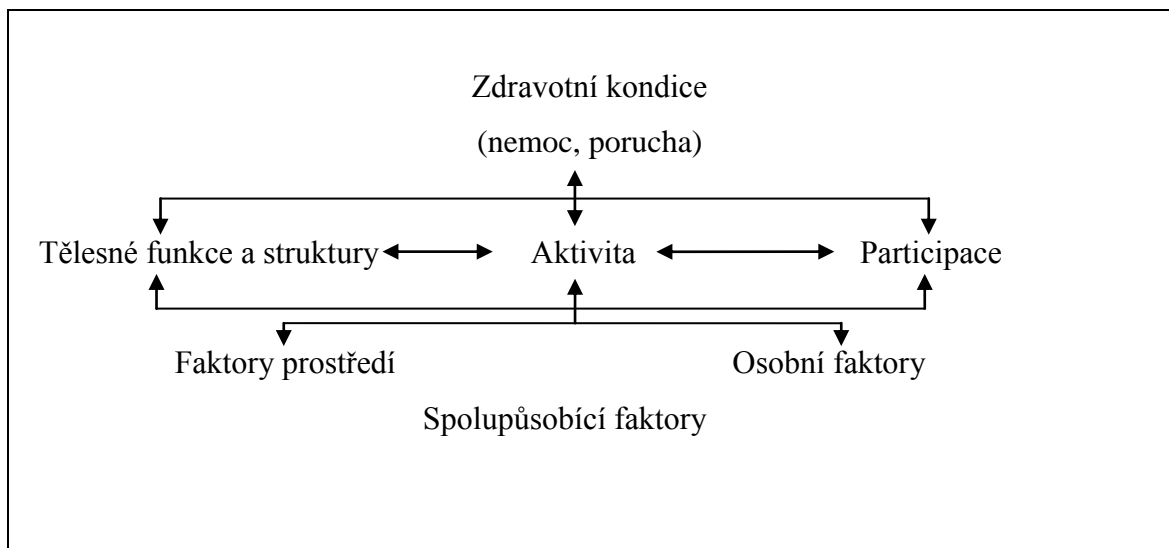 Zdravotní kondice
(nemoc, porucha)
Tělesné funkce a struktury Aktivita Participace
Faktory prostředí Osobní faktory
Spolupůsobící faktory